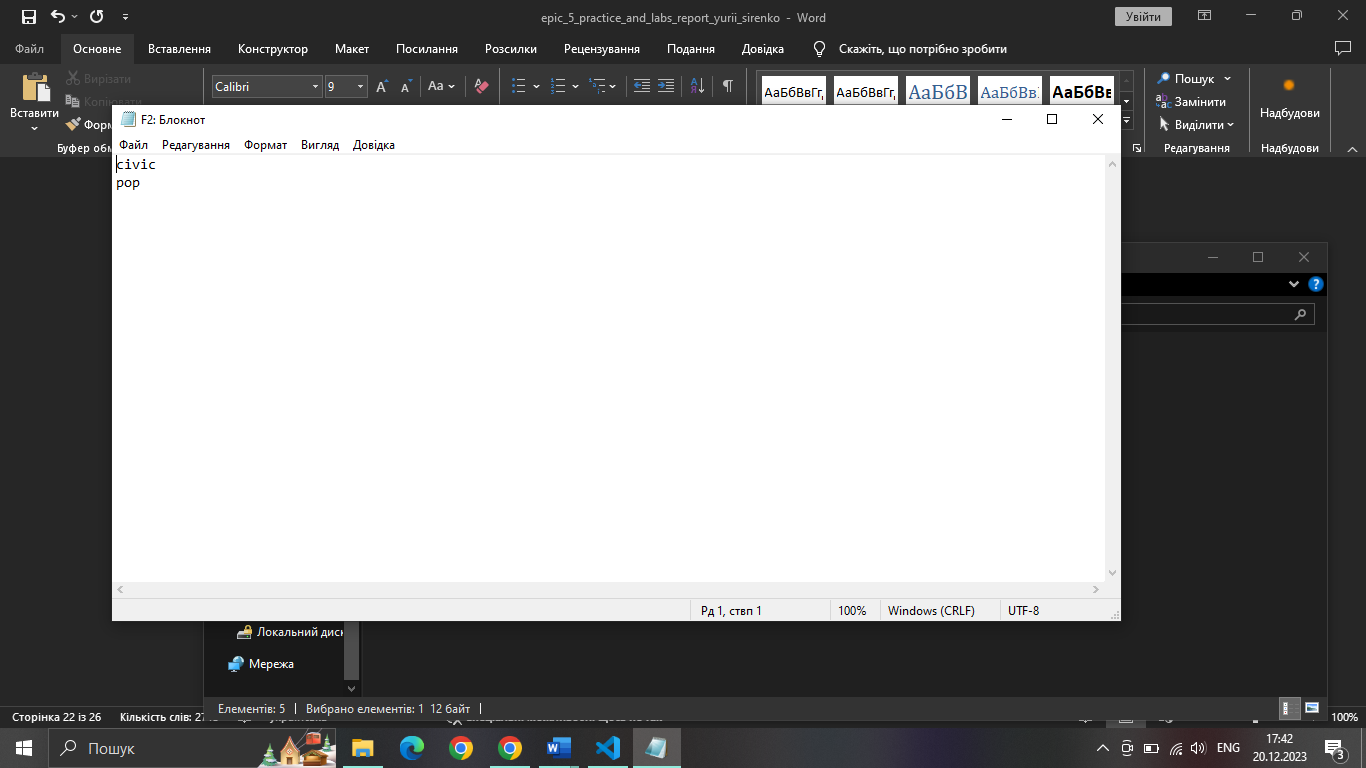 epic_5_practice_and_labs_report_yurii_sirenko - Word
Увійти
Файл Основне Вставлення Конструктор Макет Посилання Розсилки Рецензування Подання Довідка Скажіть, що потрібно зробити
Вставити
Вирізати
Копіювати
Calibri 9
Aa
АаБбВвГг, АаБбВвГг, АаБбВ АаБбВв АаБбВв
Пошук
Замінити
Виділити
Редагування
Надбудови
Надбудови
F2: Блокнот
Файл Редагування Формат Вигляд Довідка
civic
pop
Рд 1, ствп 1 100% Windows (CRLF) UTF-8
Локальний диск
Мережа
Елементів: 5 Вибрано елементів: 1 12 байт
Сторінка 22 із 26 Кількість слів: 100%
Пошук
ENG
17:42
20.12.2023
3